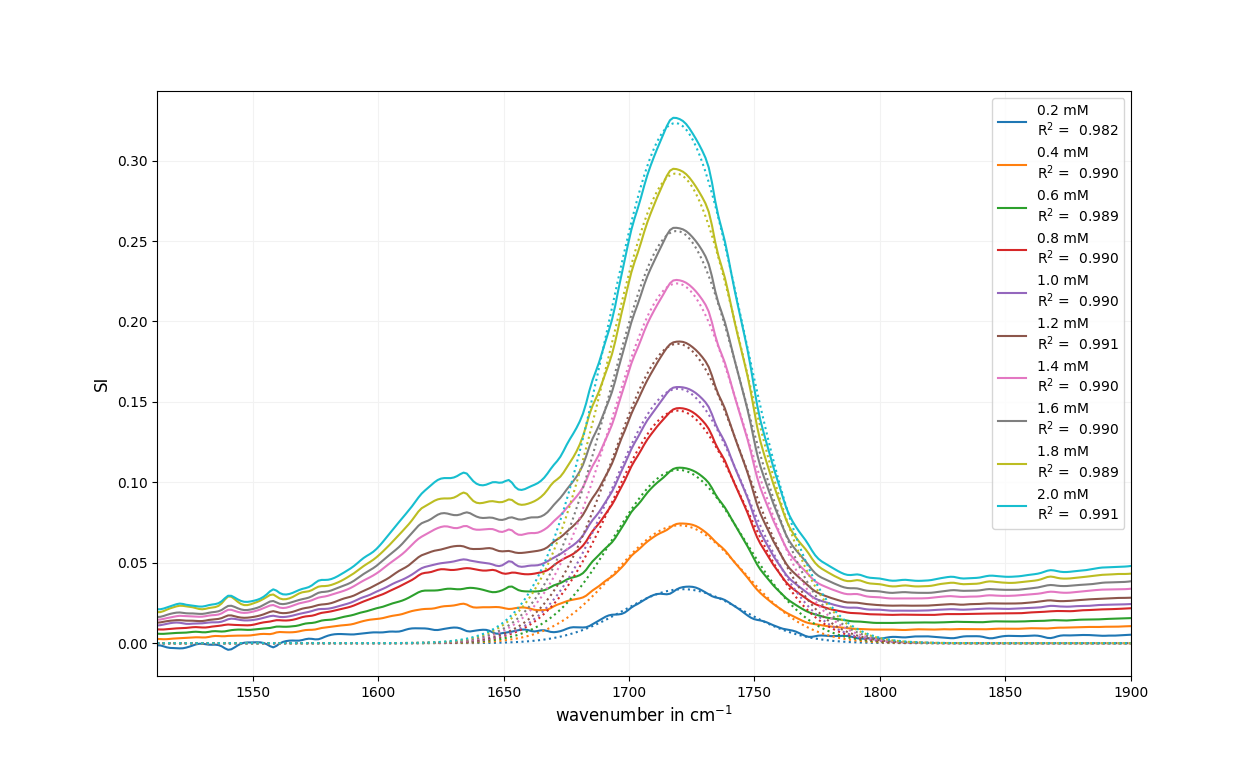 0.30
0.25
0.20
0.15
0.10
0.05
0.00
SI
1550
1600
1650
1700
1750
1800
1850
1900
wavenumber in cm⁻¹
0.2 mM
R² = 0.982
0.4 mM
R² = 0.990
0.6 mM
R² = 0.989
0.8 mM
R² = 0.990
1.0 mM
R² = 0.990
1.2 mM
R² = 0.991
1.4 mM
R² = 0.990
1.6 mM
R² = 0.990
1.8 mM
R² = 0.989
2.0 mM
R² = 0.991